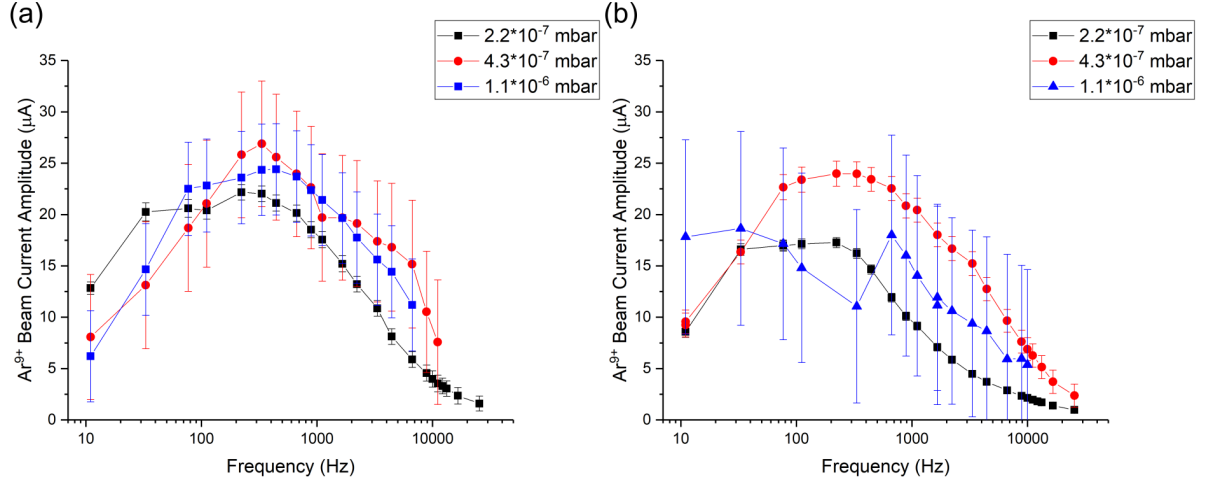 (a)
2.2*10⁻⁷ mbar
4.3*10⁻⁷ mbar
1.1*10⁻⁶ mbar
35
30
25
20
15
10
5
0
Ar⁹⁺ Beam Current Amplitude (μA)
10
100
1000
10000
Frequency (Hz)
(b)
2.2*10⁻⁷ mbar
4.3*10⁻⁷ mbar
1.1*10⁻⁶ mbar
35
30
25
20
15
10
5
0
Ar⁹⁺ Beam Current Amplitude (μA)
10
100
1000
10000
Frequency (Hz)